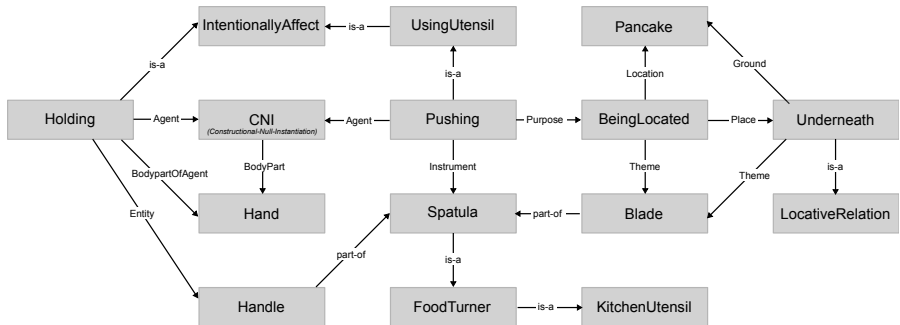 IntentionallyAffect
is-a
UsingUtensil
Pancake
is-a
is-a
Location
Ground
Holding
Agent
CNI
(Constructional-Null-Instantiation)
Agent
Pushing
Purpose
BeingLocated
Place
Underneath
BodypartOfAgent
BodyPart
Instrument
Theme
Theme
is-a
Entity
Hand
Spatula
part-of
Blade
LocativeRelation
part-of
is-a
Handle
FoodTurner
is-a
KitchenUtensil